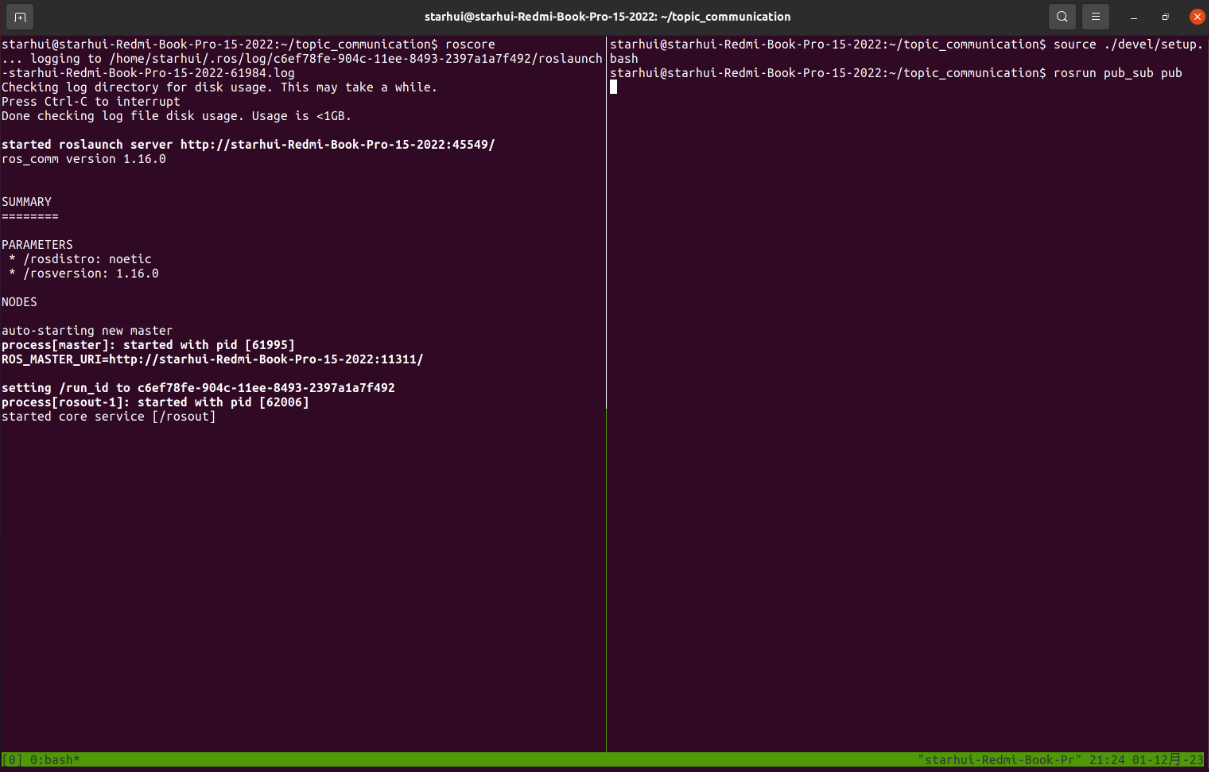 starhui@starhui-Redmi-Book-Pro-15-2022: ~/topic_communication
starhui@starhui-Redmi-Book-Pro-15-2022:~/topic_communication$ roscore
... logging to /home/starhui/.ros/log/c6ef78fe-904c-11ee-8493-2397a1a7f492/roslaunch
-starhui-Redmi-Book-Pro-15-2022-61984.log
Checking log directory for disk usage. This may take a while.
Press Ctrl-C to interrupt
Done checking log file disk usage. Usage is <1GB.
started roslaunch server http://starhui-Redmi-Book-Pro-15-2022:45549/
ros_comm version 1.16.0
SUMMARY
========
PARAMETERS
* /rosdistro: noetic
* /rosversion: 1.16.0
NODES
auto-starting new master
process[master]: started with pid [61995]
ROS_MASTER_URI=http://starhui-Redmi-Book-Pro-15-2022:11311/
setting /run_id to c6ef78fe-904c-11ee-8493-2397a1a7f492
process[rosout-1]: started with pid [62006]
started core service [/rosout]
starhui@starhui-Redmi-Book-Pro-15-2022:~/topic_communication$ source ./devel/setup.
bash
starhui@starhui-Redmi-Book-Pro-15-2022:~/topic_communication$ rosrun pub_sub pub
[0] 0:bash*
"starhui-Redmi-Book-Pr" 21:24 01-12月-23